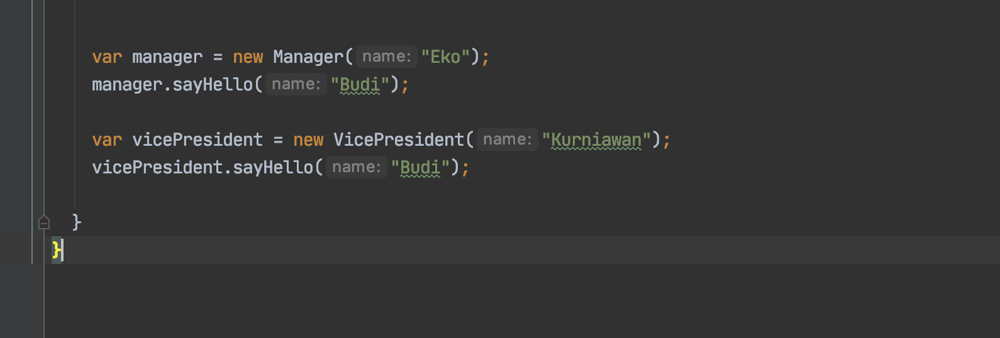 var manager = new Manager( name: "Eko");
manager.sayHello( name: "Budi");
var vicePresident = new VicePresident( name: "Kurniawan");
vicePresident.sayHello( name: "Budi");
}
}